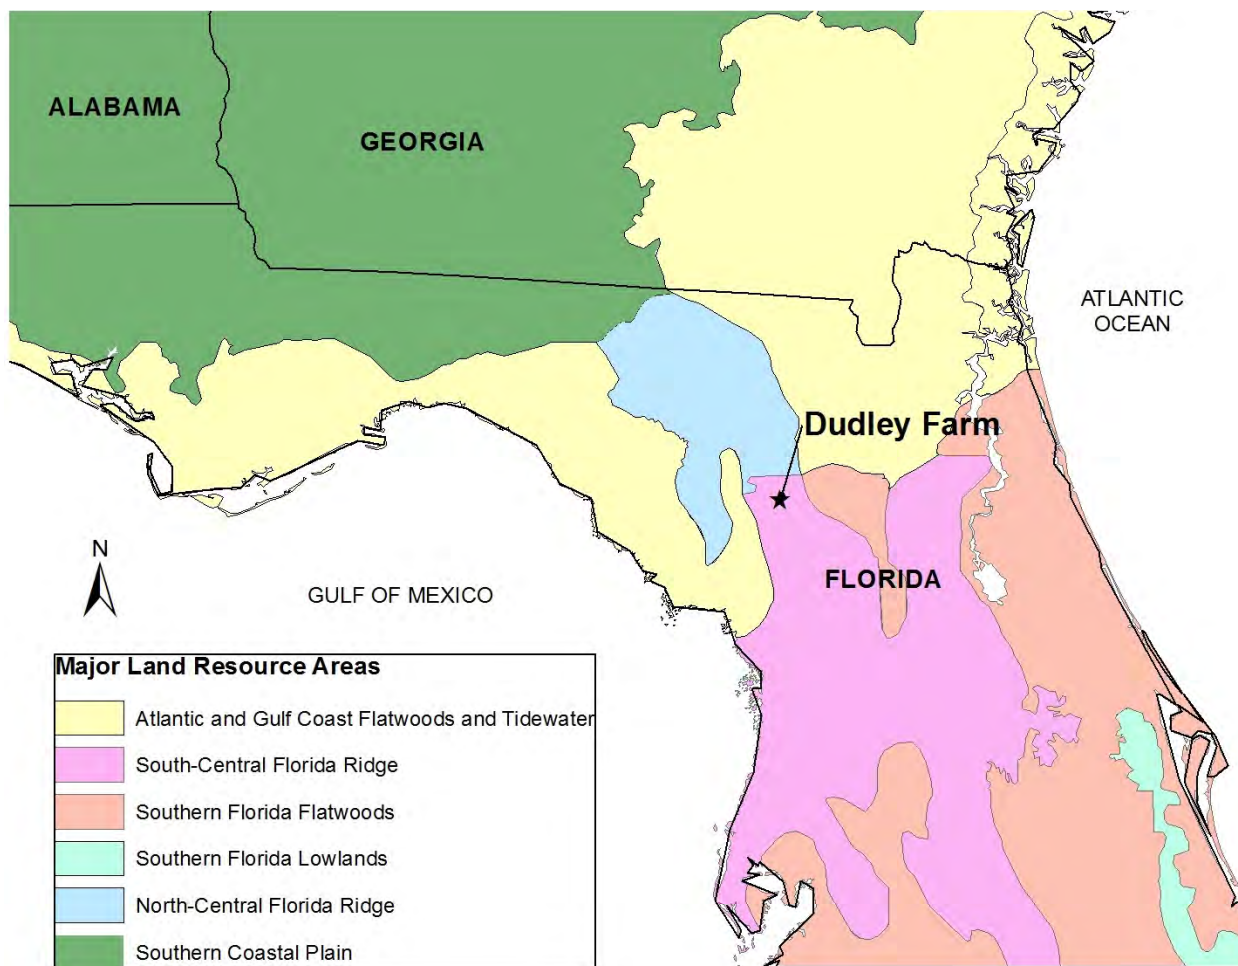 ALABAMA
GEORGIA
ATLANTIC
OCEAN
Dudley Farm
FLORIDA
N
GULF OF MEXICO
Major Land Resource Areas
Atlantic and Gulf Coast Flatwoods and Tidewater
South-Central Florida Ridge
Southern Florida Flatwoods
Southern Florida Lowlands
North-Central Florida Ridge
Southern Coastal Plain